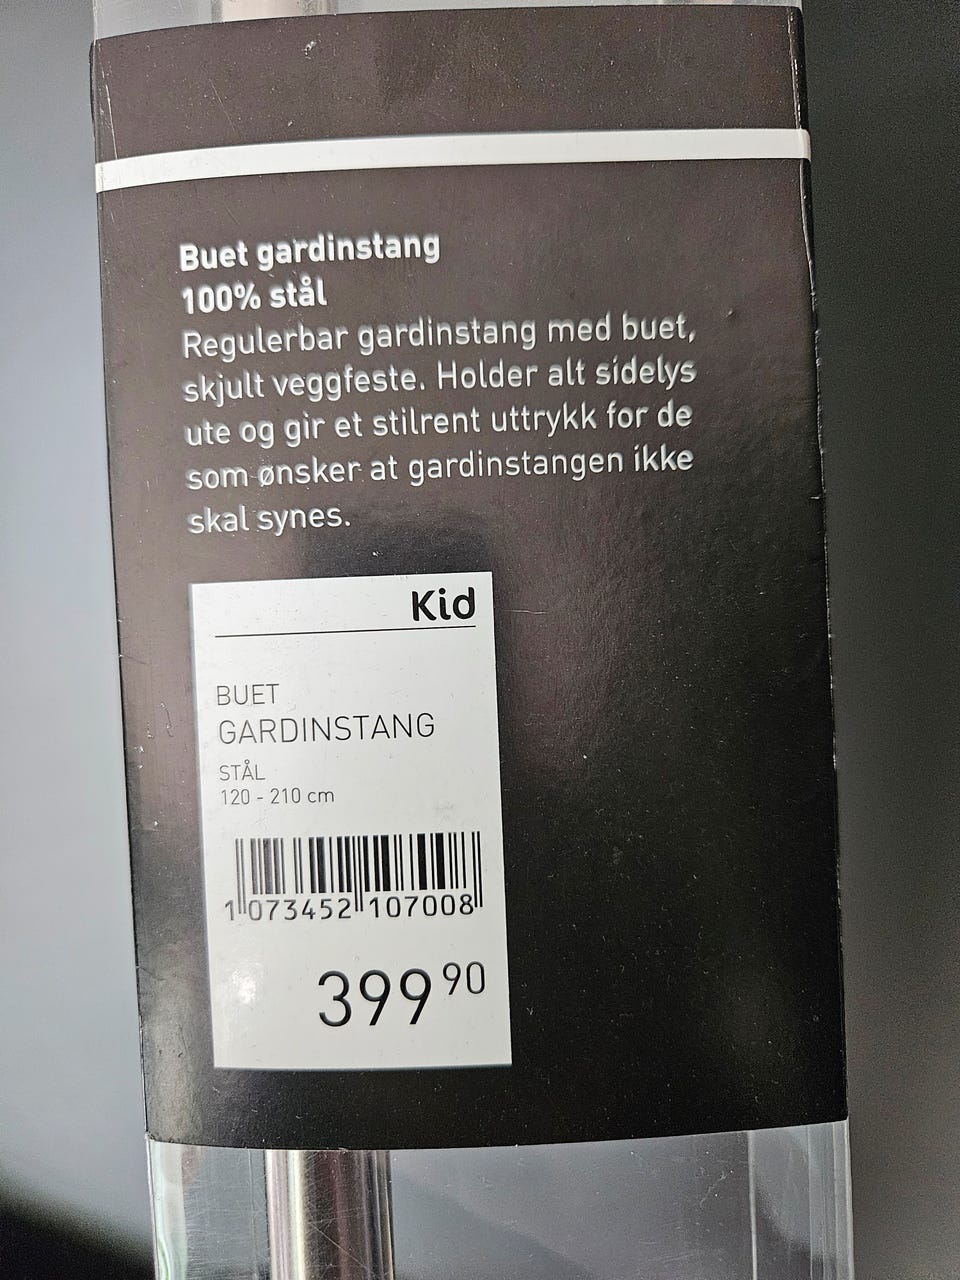 Buet gardinstang
100% stål
Regulerbar gardinstang med buet,
skjult veggfeste. Holder alt sidelys
ute og gir et stilrent uttrykk for de
som ønsker at gardinstangen ikke
skal synes.
Kid
BUET
GARDINSTANG
STÅL
120 - 210 cm
1 073452 107008
399 90